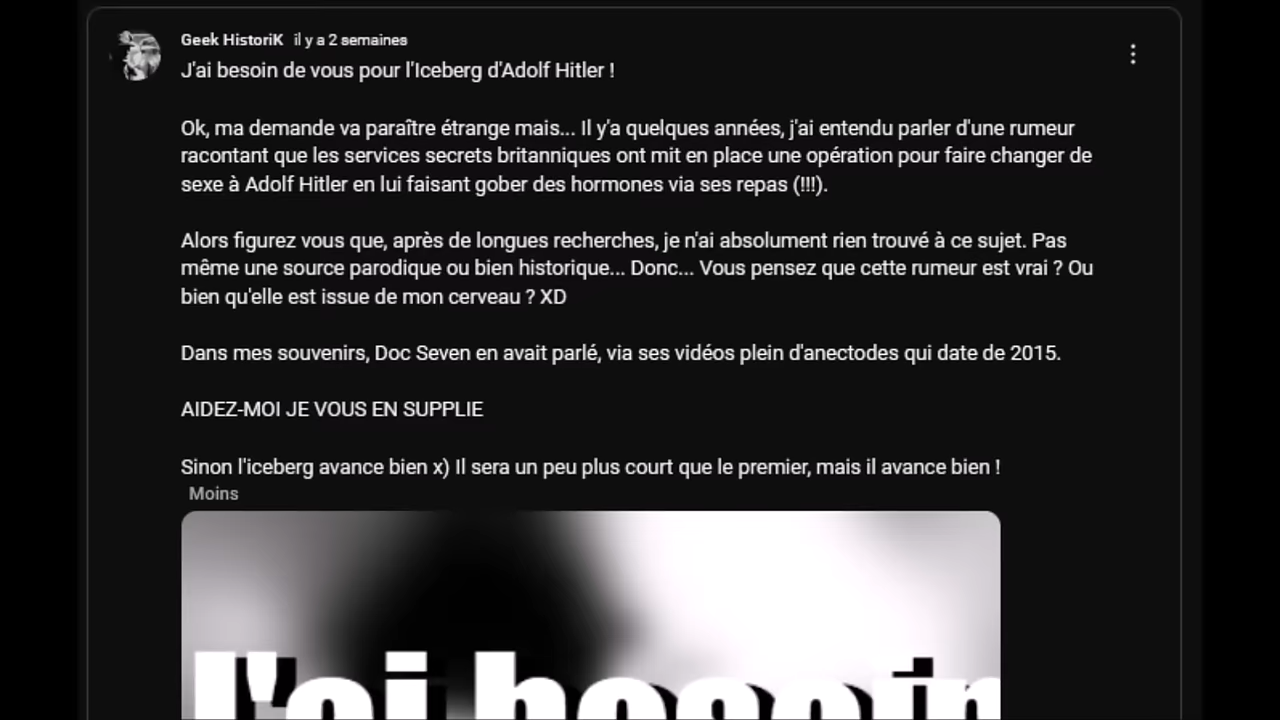 Geek HistoriK il y a 2 semaines
J'ai besoin de vous pour l'Iceberg d'Adolf Hitler !
Ok, ma demande va paraître étrange mais... Il y'a quelques années, j'ai entendu parler d'une rumeur
racontant que les services secrets britanniques ont mit en place une opération pour faire changer de
sexe à Adolf Hitler en lui faisant gober des hormones via ses repas (!!!).
Alors figurez vous que, après de longues recherches, je n'ai absolument rien trouvé à ce sujet. Pas
même une source parodique ou bien historique... Donc... Vous pensez que cette rumeur est vrai ? Ou
bien qu'elle est issue de mon cerveau ? XD
Dans mes souvenirs, Doc Seven en avait parlé, via ses vidéos plein d'anectodes qui date de 2015.
AIDEZ-MOI JE VOUS EN SUPPLIE
Sinon l'iceberg avance bien x) Il sera un peu plus court que le premier, mais il avance bien !
Moins
J'ai besoin